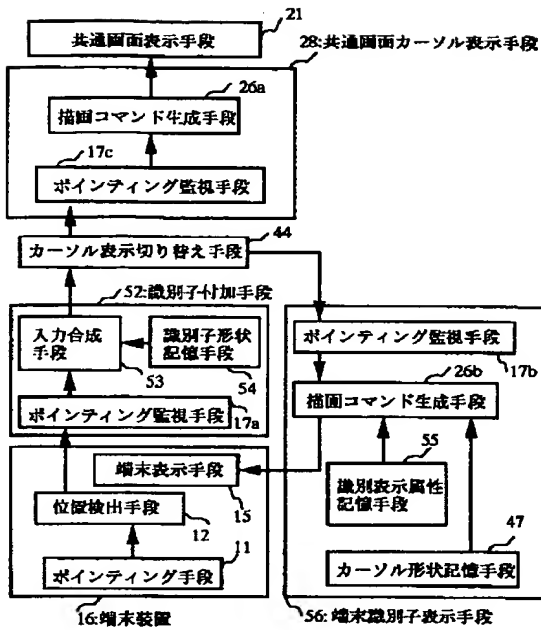 21
共通画面表示手段
28:共通画面カーソル表示手段
26a
描画コマンド生成手段
17c
ポインティング監視手段
44
カーソル表示切り替え手段
52:識別子付加手段
入力合成
手段
識別子形状
記憶手段
53
54
ポインティング監視手段
17a
ポインティング監視手段
17b
26b
描画コマンド生成手段
端末表示手段
15
位置検出手段
12
11
ポインティング手段
16:端末装置
55
識別表示属性
記憶手段
47
カーソル形状記憶手段
56:端末識別子表示手段